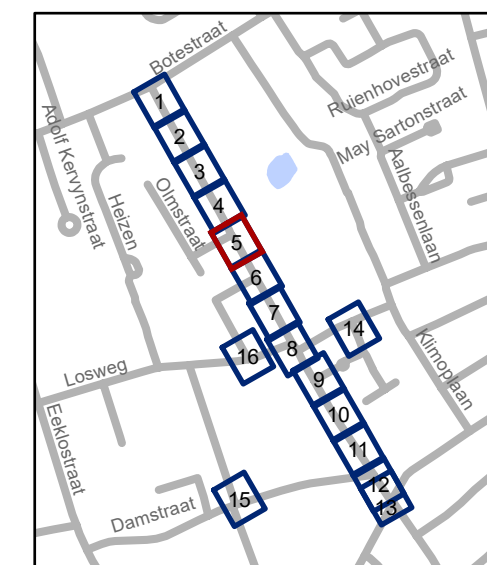 Botestraat
Ruienhovestraat
May Sartonstraat
Adolf Kervynstraat
Aalbessenlaan
Heizen
Olmstraat
1
2
3
4
5
6
7
8
9
10
11
12
13
14
15
16
Klimoplaan
Losweg
Eeklostraat
Damstraat